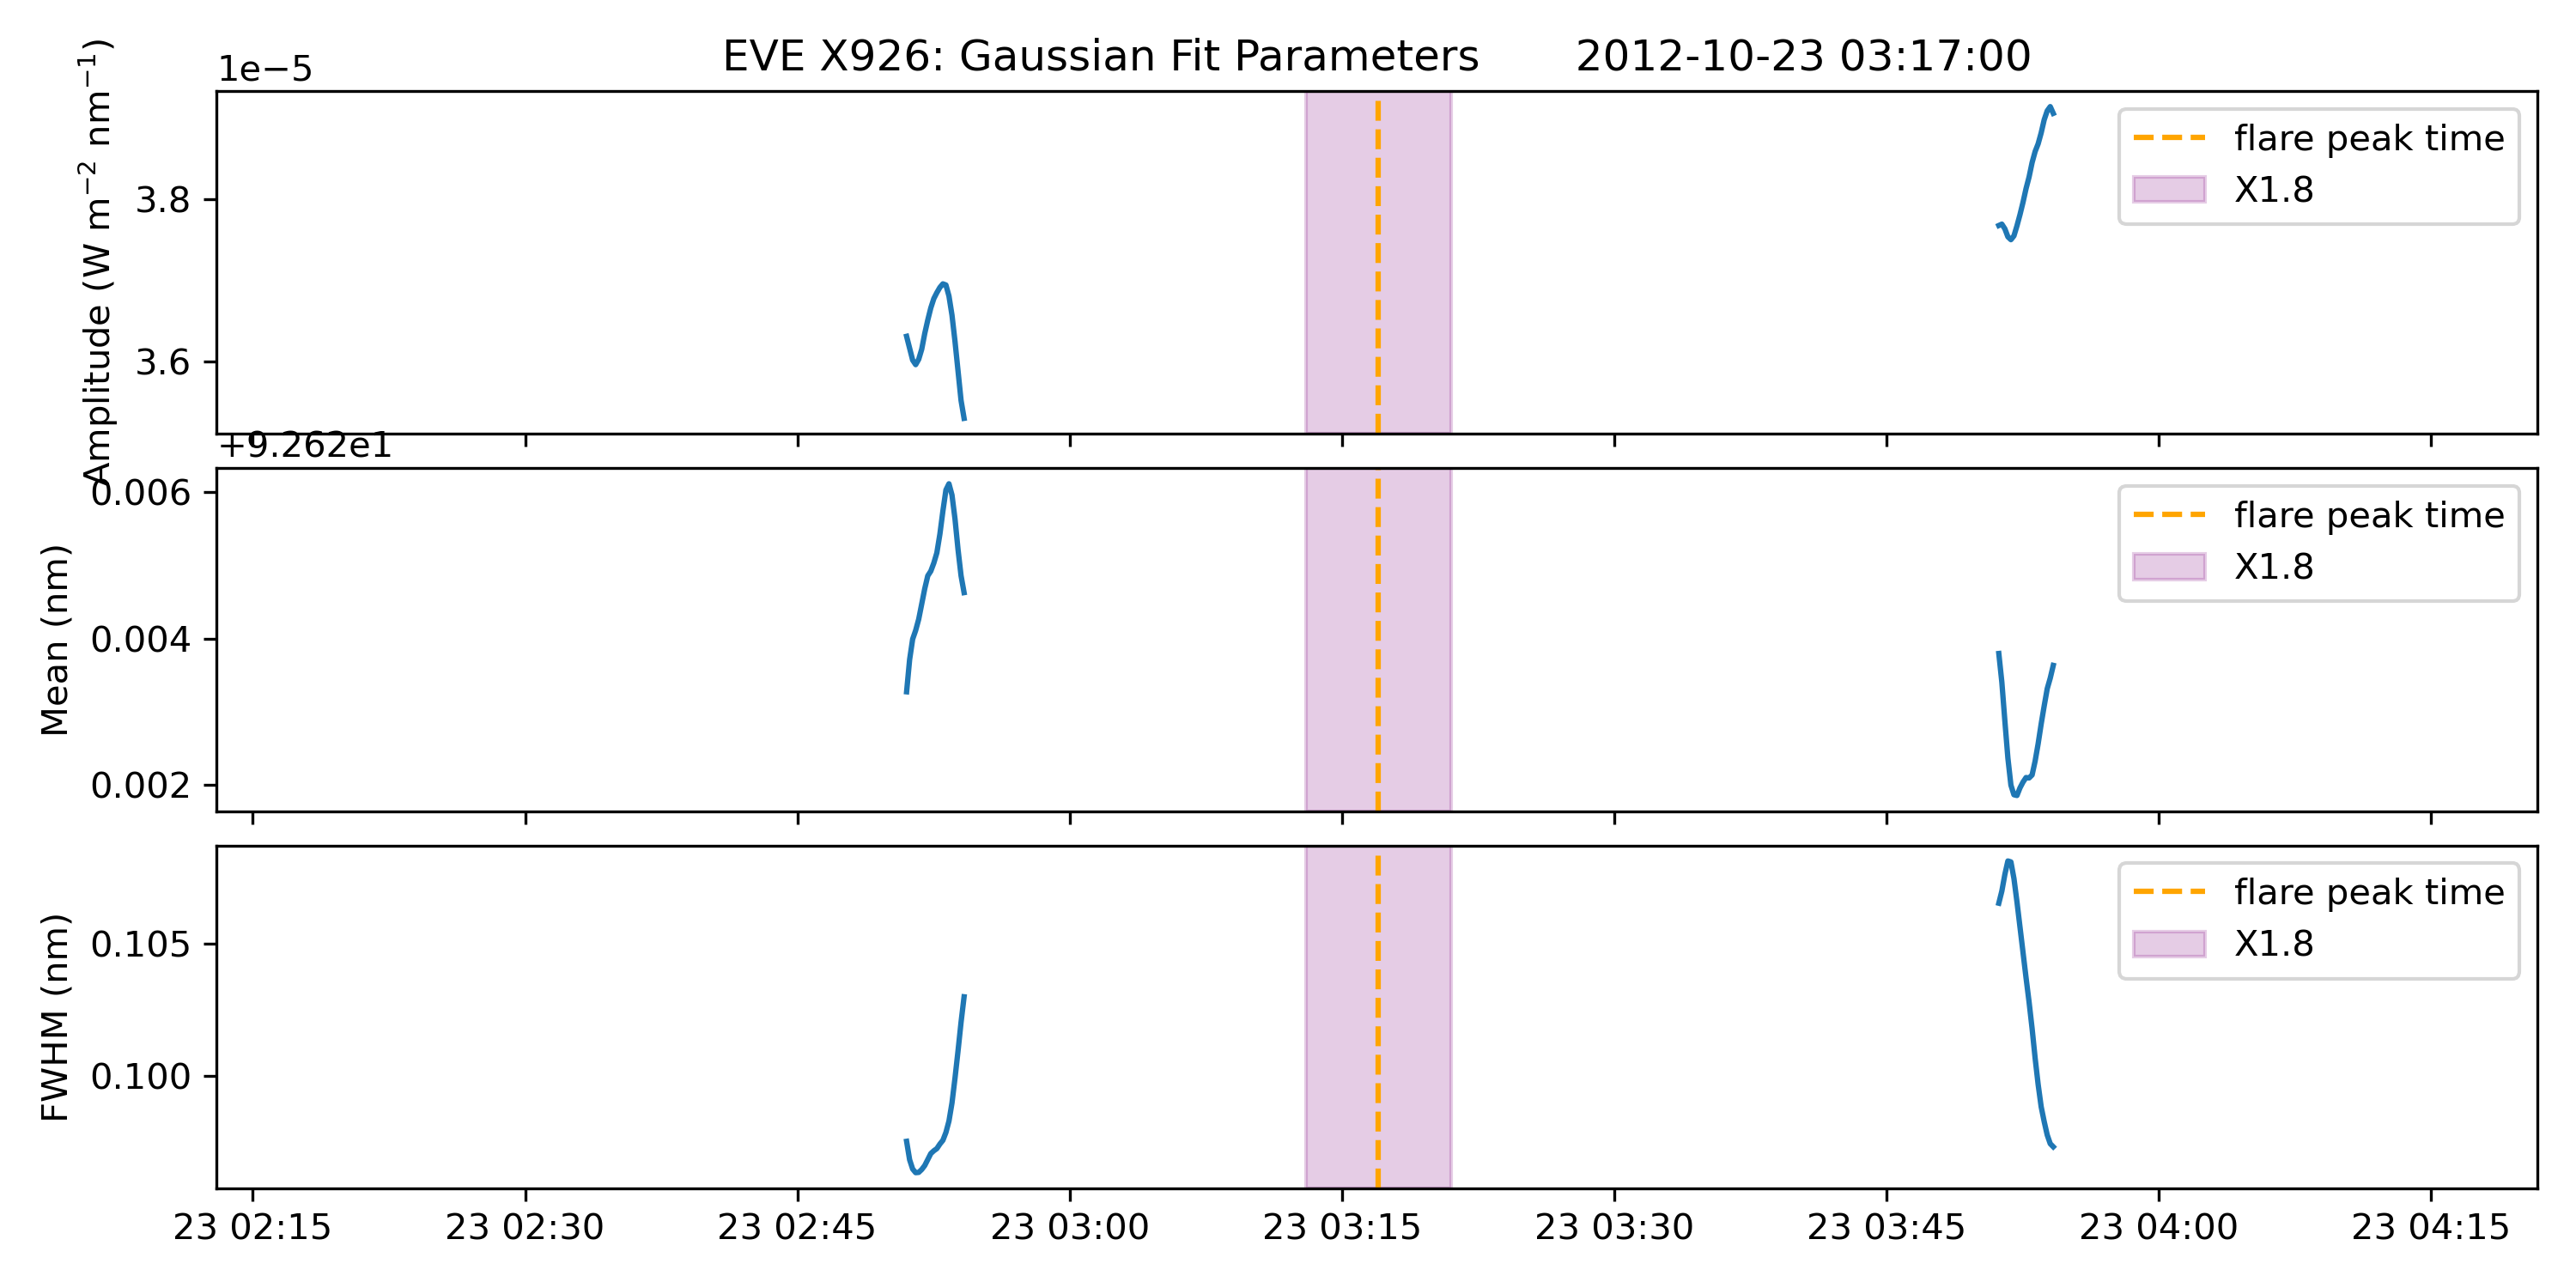 EVE X926: Gaussian Fit Parameters 2012-10-23 03:17:00
1e−5
Amplitude (W m⁻² nm⁻¹)
3.8
3.6
flare peak time
X1.8
+9.262e1
Mean (nm)
0.006
0.004
0.002
flare peak time
X1.8
FWHM (nm)
0.105
0.100
flare peak time
X1.8
23 02:15 23 02:30 23 02:45 23 03:00 23 03:15 23 03:30 23 03:45 23 04:00 23 04:15